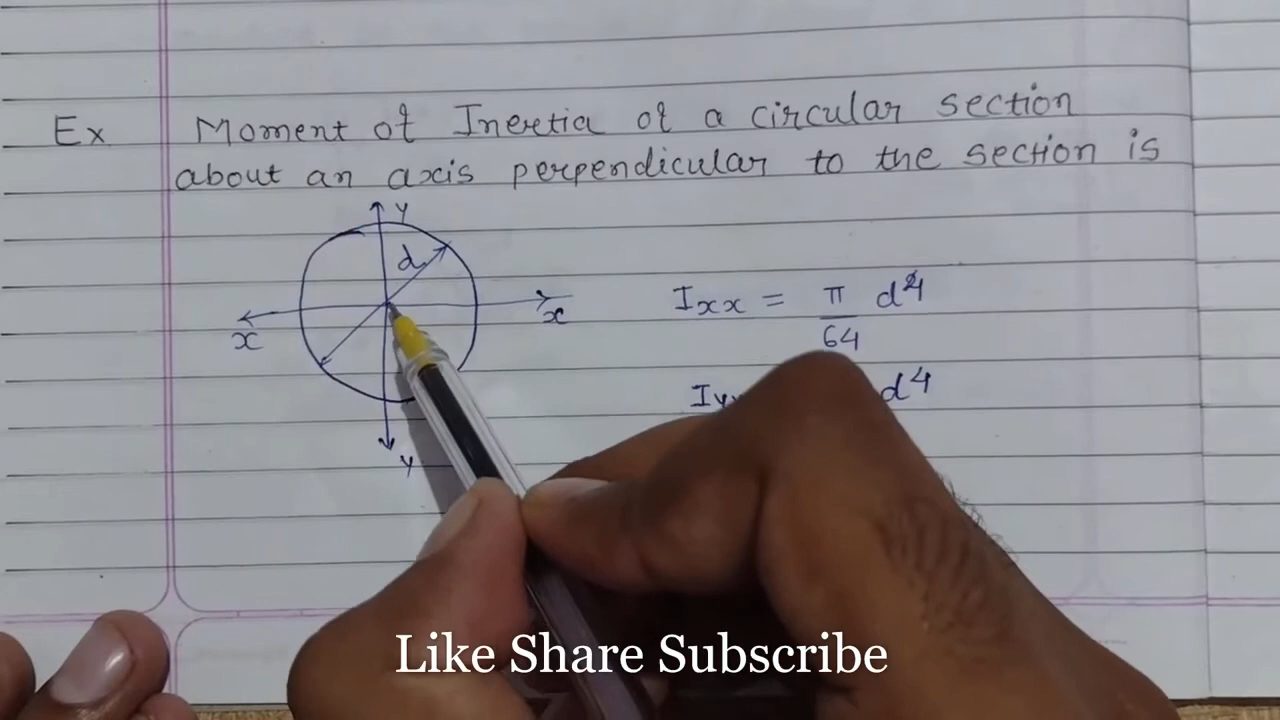 Ex Moment of Inertia of a circular section
about an axis perpendicular to the section is
y
d
x x
Ixx = π/64 d4
d4
y
Like Share Subscribe